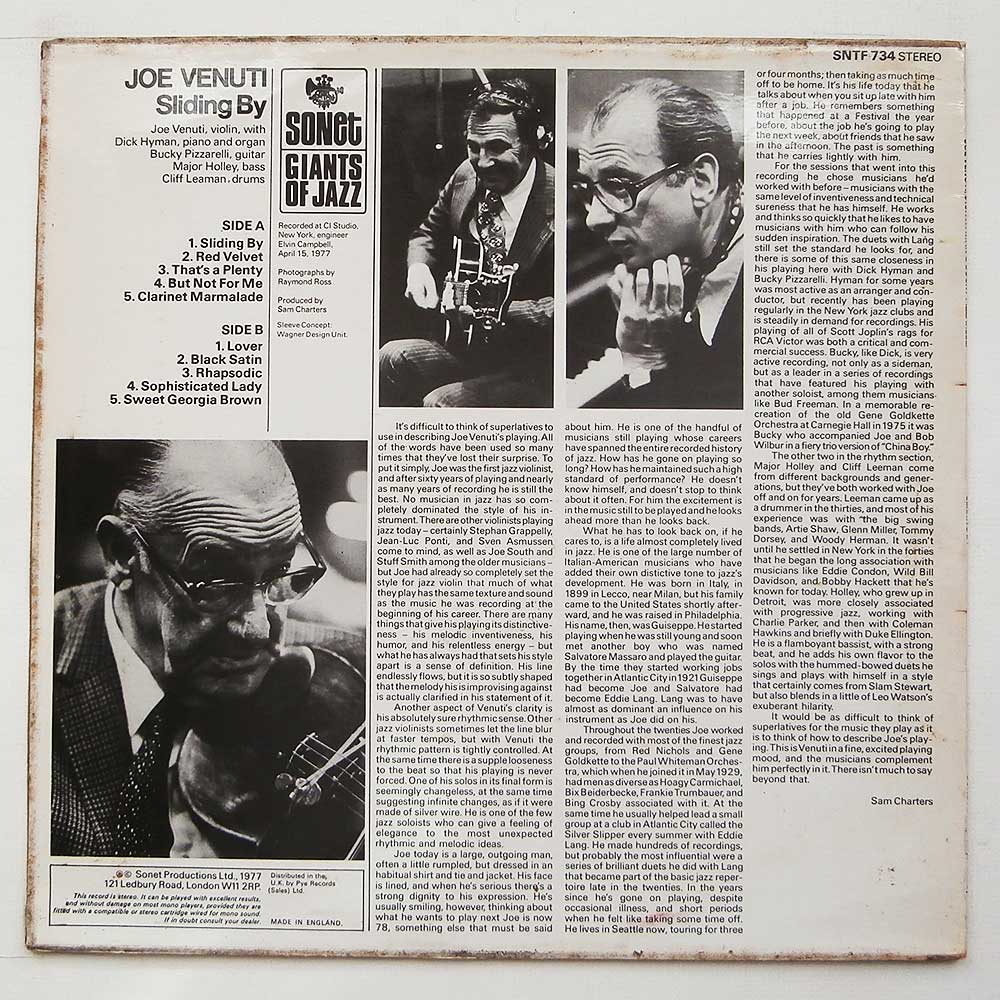 SNTF 734 STEREO
JOE VENUTI
Sliding By
Joe Venuti, violin, with
Dick Hyman, piano and organ
Bucky Pizzarelli, guitar
Major Holley, bass
Cliff Leaman, drums
SIDE A
1. Sliding By
2. Red Velvet
3. That's a Plenty
4. But Not For Me
5. Clarinet Marmalade
SIDE B
1. Lover
2. Black Satin
3. Rhapsodic
4. Sophisticated Lady
5. Sweet Georgia Brown
SONET
GIANTS
OF JAZZ
Recorded at CI Studio,
New York, engineer
Elvin Campbell,
April 15, 1977
Photographs by
Raymond Ross
Produced by
Sam Charters
Sleeve Concept:
Wagner Design Unit.
It's difficult to think of superlatives to
use in describing Joe Venuti's playing. All
of the words have been used so many
times that they've lost their surprise. To
put it simply, Joe was the first jazz violinist,
and after sixty years of playing and nearly
as many years of recording he is still the
best. No musician in jazz has so com-
pletely dominated the style of his in-
strument. There are other violinists playing
jazz today – certainly Stephan Grappelly,
Jean-Luc Ponti, and Sven Asmussen
come to mind, as well as Joe South and
Stuff Smith among the older musicians –
but Joe had already so completely set the
style for jazz violin that much of what
they play has the same texture and sound
as the music he was recording at the
beginning of his career. There are many
things that give his playing its distinctive-
ness – his melodic inventiveness, his
humor, and his relentless energy – but
what he has always had that sets his style
apart is a sense of definition. His line
endlessly flows, but it is so subtly shaped
that the melody his is improvising against
is actually clarified in his statement of it.
Another aspect of Venuti's clarity is
his absolutely sure rhythmic sense. Other
jazz violinists sometimes let the line blur
at faster tempos, but with Venuti the
rhythmic pattern is tightly controlled. At
the same time there is a supple looseness
to the beat so that his playing is never
forced. One of his solos in its final form is
seemingly changeless, at the same time
suggesting infinite changes, as if it were
made of silver wire. He is one of the few
jazz soloists who can give a feeling of
elegance to the most unexpected
rhythmic and melodic ideas.
Joe today is a large, outgoing man,
often a little rumpled, but dressed in an
habitual shirt and tie and jacket. His face
is lined, and when he's serious there's a
strong dignity to his expression. He's
usually smiling, however, thinking about
what he wants to play next Joe is now
78, something else that must be said
about him. He is one of the handful of
musicians still playing whose careers
have spanned the entire recorded history
of jazz. How has he gone on playing so
long? How has he maintained such a high
standard of performance? He doesn't
know himself, and doesn't stop to think
about it often. For him the excitement is
in the music still to be played and he looks
ahead more than he looks back.
What he has to look back on, if he
cares to, is a life almost completely lived
in jazz. He is one of the large number of
Italian-American musicians who have
added their own distictive tone to jazz's
development. He was born in Italy, in
1899 in Lecco, near Milan, but his family
came to the United States shortly after-
ward, and he was raised in Philadelphia.
His name, then, was Guiseppe. He started
playing when he was still young and soon
met another boy who was named
Salvatore Massaro and played the guitar.
By the time they started working jobs
together in Atlantic City in 1921 Guiseppe
had become Joe and Salvatore had
become Eddie Lang. Lang was to have
almost as dominant an influence on his
instrument as Joe did on his.
Throughout the twenties Joe worked
and recorded with most of the finest jazz
groups, from Red Nichols and Gene
Goldkette to the Paul Whiteman Orches-
tra, which when he joined it in May 1929,
had men as diverse as Hoagy Carmichael,
Bix Beiderbecke, Frankie Trumbauer, and
Bing Crosby associated with it. At the
same time he usually helped lead a small
group at a club in Atlantic City called the
Silver Slipper every summer with Eddie
Lang. He made hundreds of recordings,
but probably the most influential were a
series of brilliant duets he did with Lang
that became part of the basic jazz reper-
toire late in the twenties. In the years
since he's gone on playing, despite
occasional illness, and short periods
when he felt like taking some time off.
He lives in Seattle now, touring for three
or four months; then taking as much time
off to be home. It's his life today that he
talks about when you sit up late with him
after a job. He remembers something
that happened at a Festival the year
before, about the job he's going to play
the next week, about friends that he saw
in the afternoon. The past is something
that he carries lightly with him.
For the sessions that went into this
recording he chose musicians he'd
worked with before – musicians with the
same level of inventiveness and technical
sureness that he has himself. He works
and thinks so quickly that he likes to have
musicians with him who can follow his
sudden inspiration. The duets with Lang
still set the standard he looks for, and
there is some of this same closeness in
his playing here with Dick Hyman and
Bucky Pizzarelli. Hyman for some years
was most active as an arranger and con-
ductor, but recently has been playing
regularly in the New York jazz clubs and
is steadily in demand for recordings. His
playing of all of Scott Joplin's rags for
RCA Victor was both a critical and com-
mercial success. Bucky, like Dick, is very
active recording, not only as a sideman,
but as a leader in a series of recordings
that have featured his playing with
another soloist, among them musicians
like Bud Freeman. In a memorable re-
creation of the old Gene Goldkette
Orchestra at Carnegie Hall in 1975 it was
Bucky who accompanied Joe and Bob
Wilbur in a fiery trio version of "China Boy."
The other two in the rhythm section,
Major Holley and Cliff Leeman come
from different backgrounds and gener-
ations, but they've both worked with Joe
off and on for years. Leeman came up as
a drummer in the thirties, and most of his
experience was with "the big swing
bands, Artie Shaw, Glenn Miller, Tommy
Dorsey, and Woody Herman. It wasn't
until he settled in New York in the forties
that he began the long association with
musicians like Eddie Condon, Wild Bill
Davidson, and Bobby Hackett that he's
known for today. Holley, who grew up in
Detroit, was more closely associated
with progressive jazz, working with
Charlie Parker, and then with Coleman
Hawkins and briefly with Duke Ellington.
He is a flamboyant bassist, with a strong
beat, and he adds his own flavor to the
solos with the hummed-bowed duets he
sings and plays with himself in a style
that certainly comes from Slam Stewart,
but also blends in a little of Leo Watson's
exuberant hilarity.
It would be as difficult to think of
superlatives for the music they play as it
is to think of how to describe Joe's play-
ing. This is Venuti in a fine, excited playing
mood, and the musicians complement
him perfectly in it. There isn't much to say
beyond that.
Sam Charters
℗© Sonet Productions Ltd., 1977
121 Ledbury Road, London W11 2RP.
This record is stereo. It can be played with excellent results,
and without damage on most mono players, provided they are
fitted with a compatible or stereo cartridge wired for mono sound.
If in doubt consult your dealer.
Distributed in the
U.K. by Pye Records
(Sales) Ltd.
MADE IN ENGLAND.